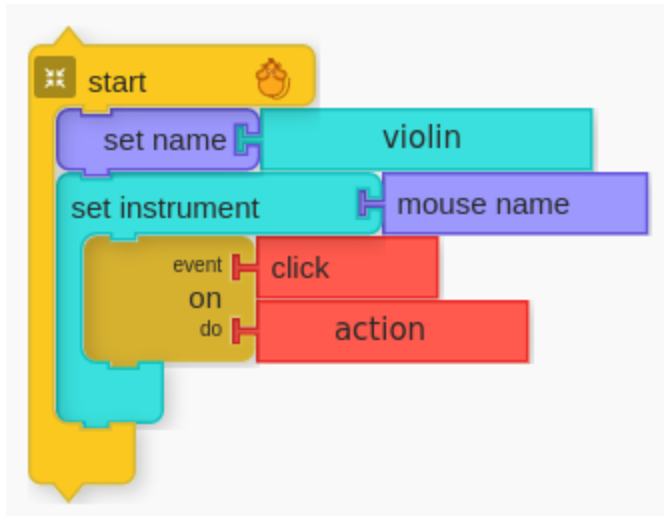 start
set name violin
set instrument mouse name
event click
on
do action